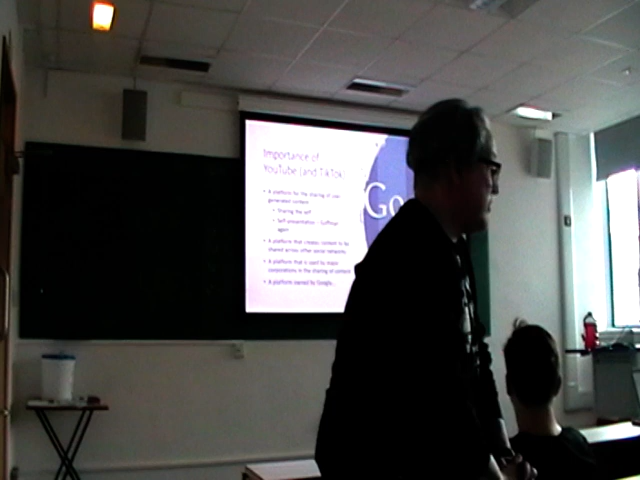 Importance of
YouTube (and TikTok)
A platform for the sharing of user
generated content
Sharing the self
Self presentation – Goffman
again
A platform that creates content to be
shared across other social networks
A platform that is used by major
corporations in the sharing of content
A platform owned by Google.
Go